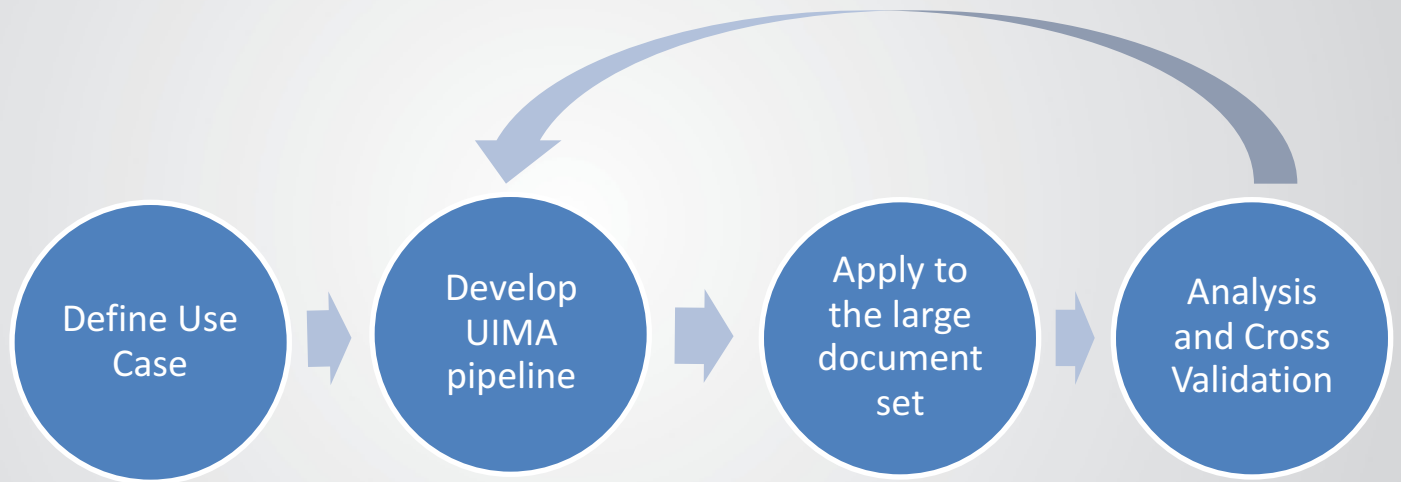 Define Use
Case
Develop
UIMA
pipeline
Apply to
the large
document
set
Analysis
and Cross
Validation